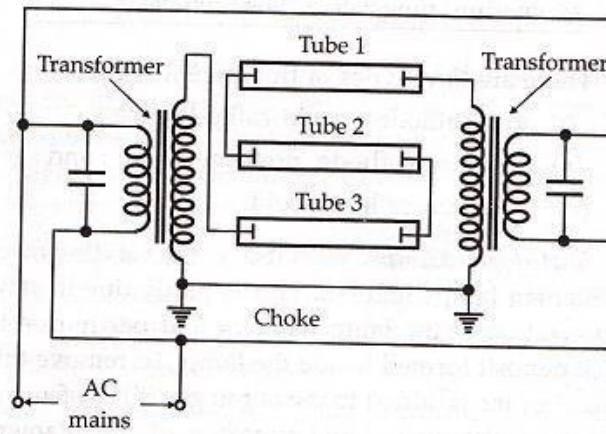 Tube 1
Transformer
Transformer
Tube 2
Tube 3
Choke
AC
mains